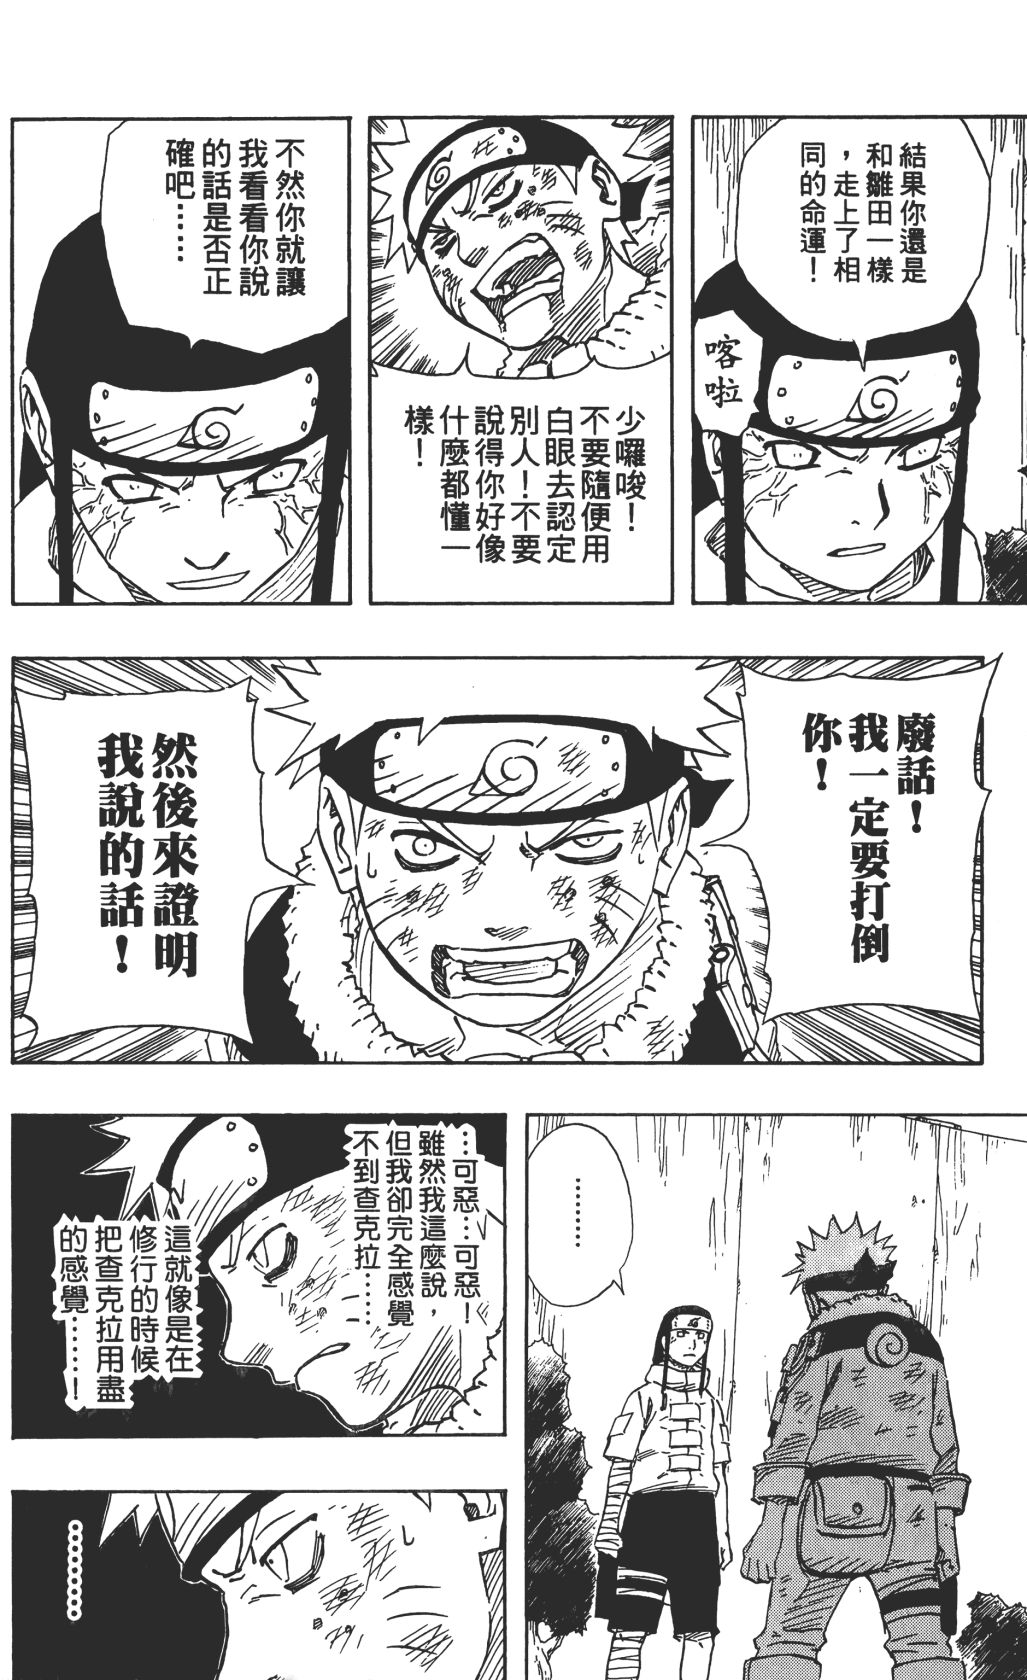 結果你還是
和雛田一樣
，走上了相
同的命運！
喀啦
少囉唆！
不要隨便用
白眼去認定
別人！不要
說得你好像
什麼都懂一
樣！
不然你就讓
我看看你說
的話是否正
確吧……
廢話！
我一定要打倒
你！
然後來證明
我說的話！
………
…可惡…可惡！
雖然我這麼說，
但我卻完全感覺
不到查克拉……
這就像是在
修行的時候
把查克拉用盡
的感覺……！
………